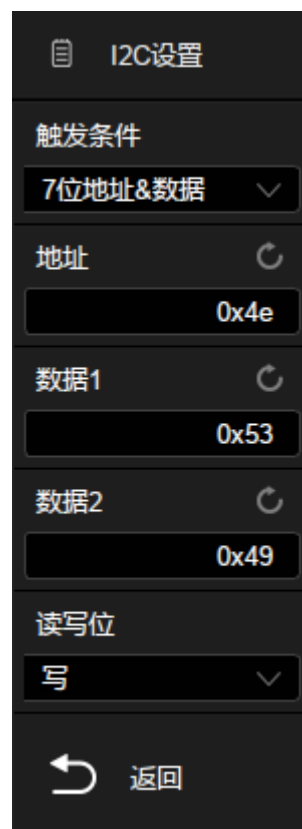 I2C设置
触发条件
7位地址&数据
地址
0x4e
数据1
0x53
数据2
0x49
读写位
写
返回